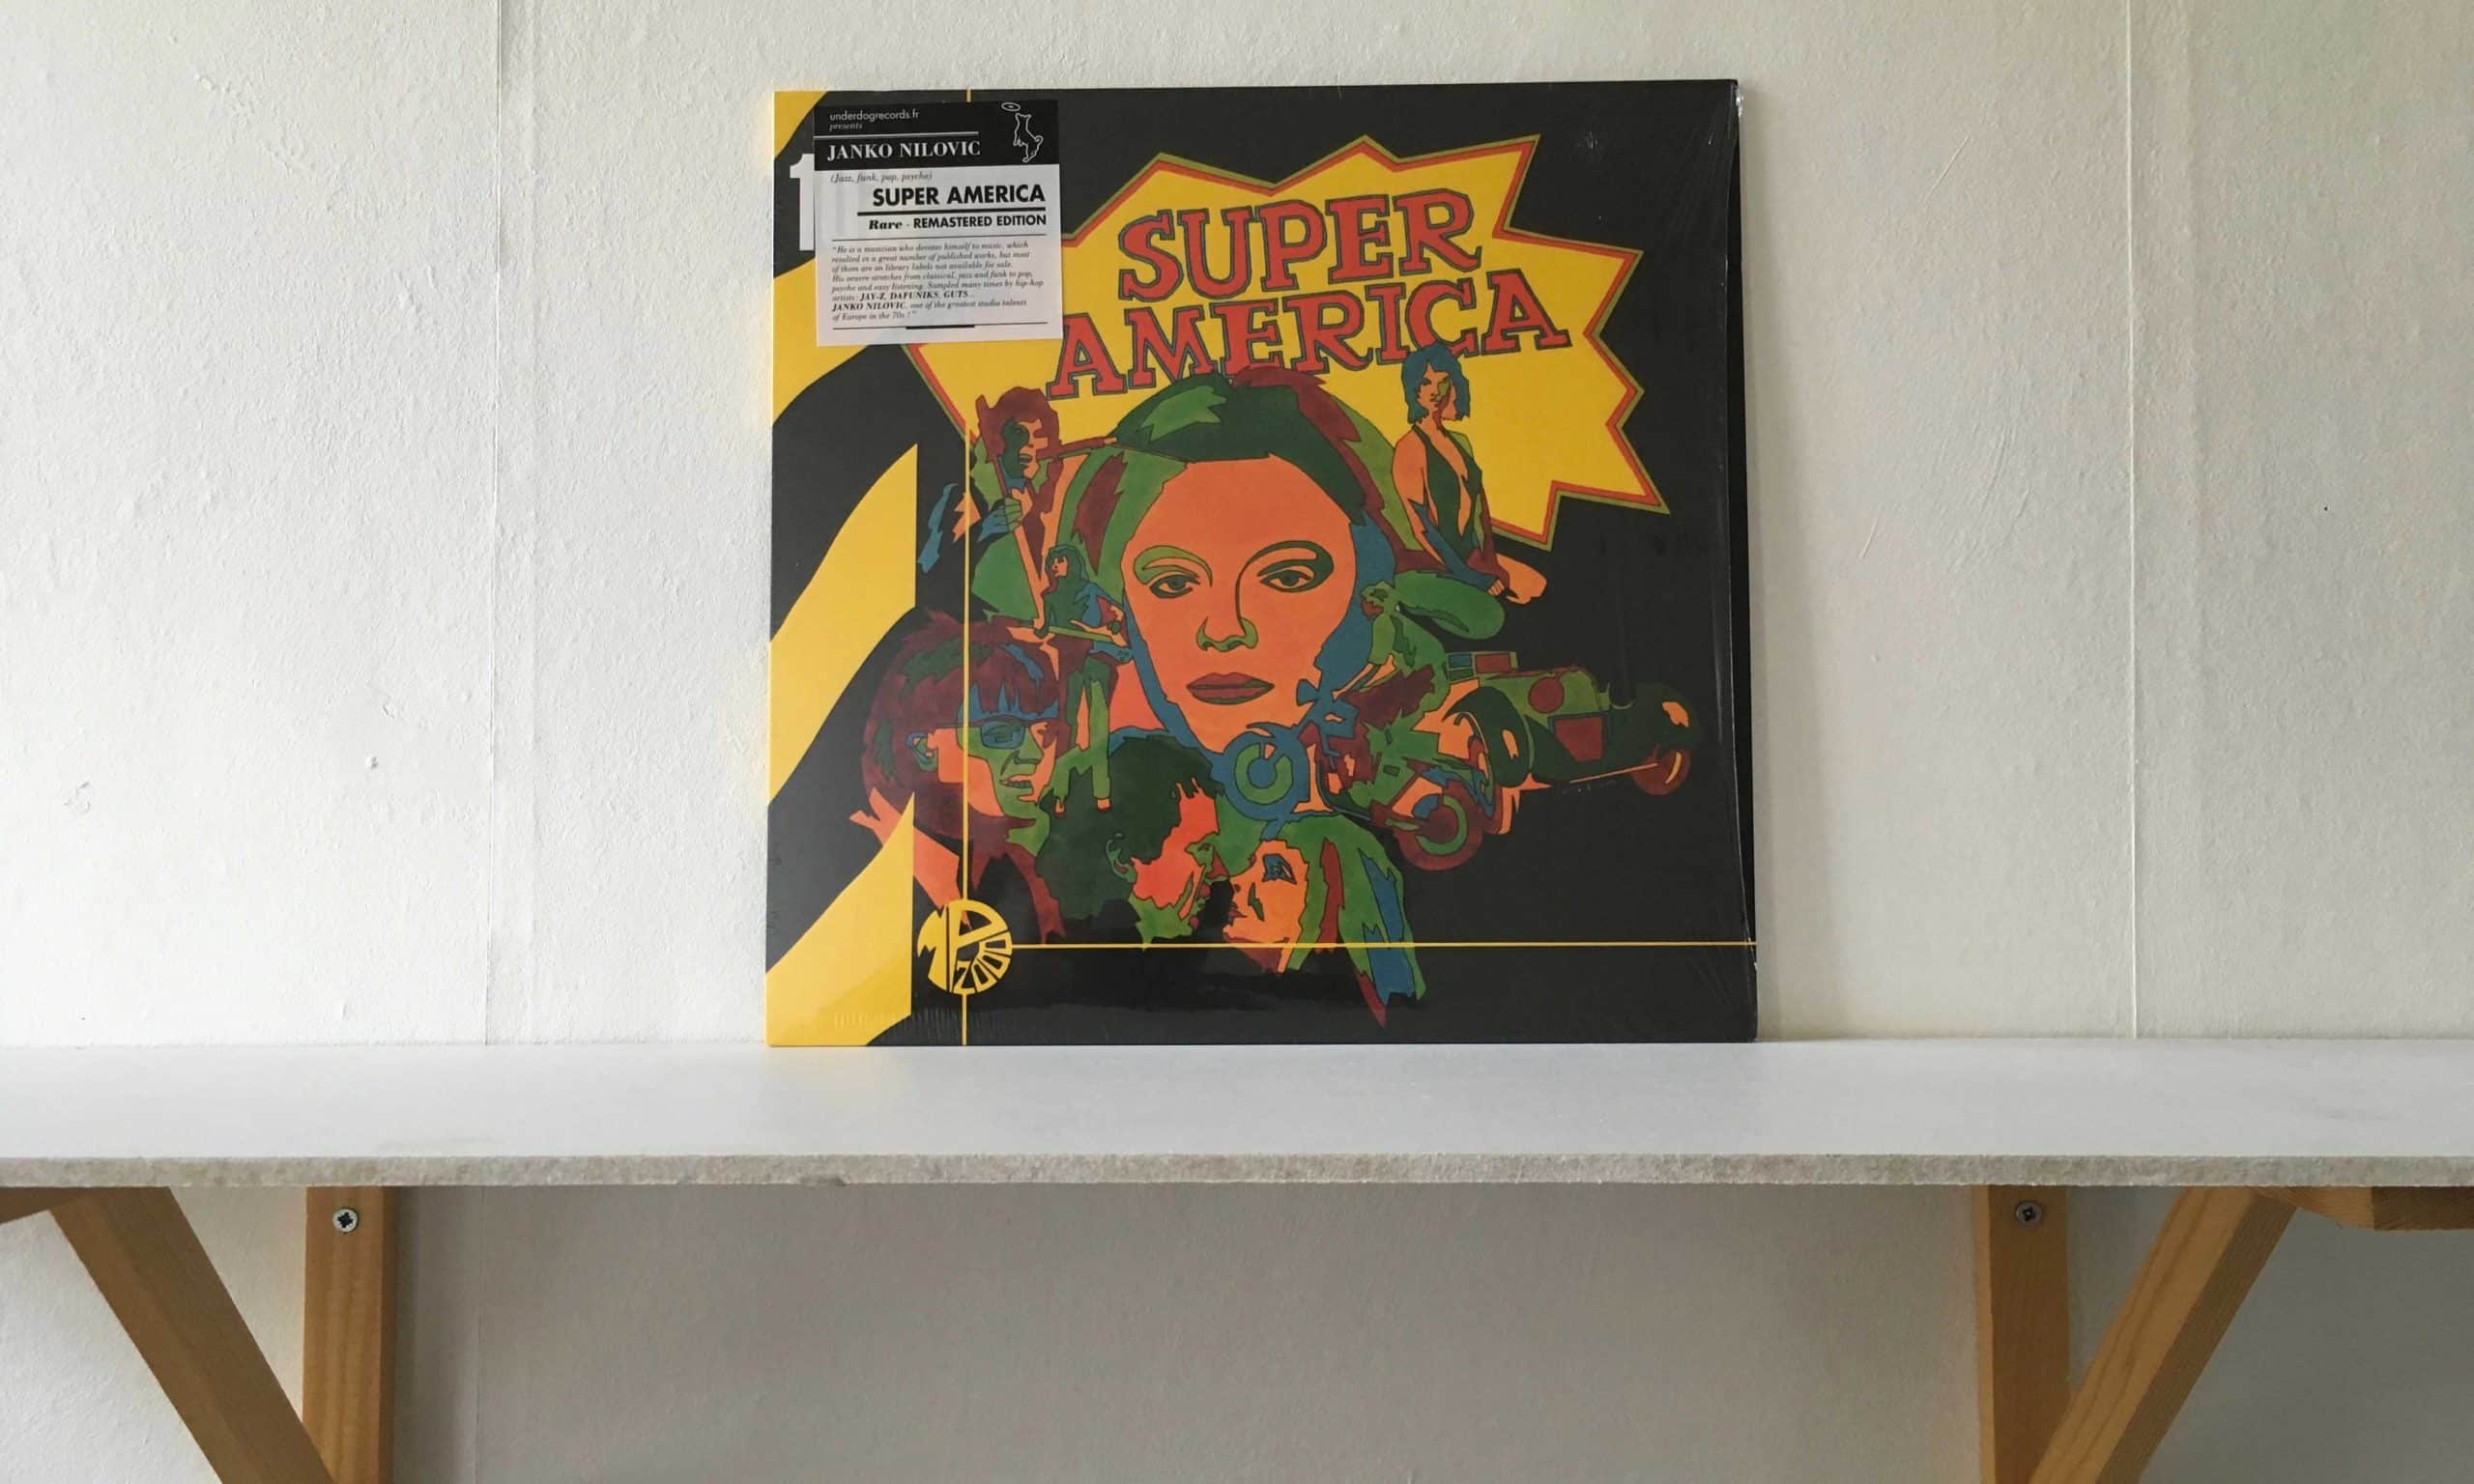 underdogrecords.fr
presents
JANKO NILOVIC
(Jazz, funk, pop, psyche)
SUPER AMERICA
Rare - REMASTERED EDITION
"He is a musician who devotes himself to music, which
resulted in a great number of published works, but most
of them are on library labels not available for sale.
His oeuvre stretches from classical, jazz and funk to pop,
psyche and easy listening. Sampled many times by hip-hop
artists: JAY-Z, DAFUNIKS, GUTS...
JANKO NILOVIC, one of the greatest studio talents
of Europe in the 70s !"
1
SUPER
AMERICA
MP
2000